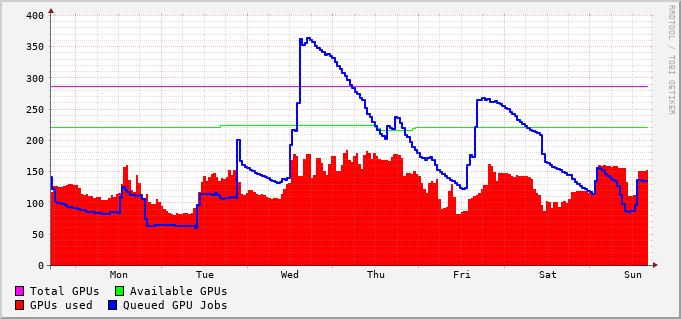 RRDTOOL / TOBI OETIKER
400
350
300
250
200
150
100
50
0
Mon Tue Wed Thu Fri Sat Sun
Total GPUs Available GPUs
GPUs used Queued GPU Jobs